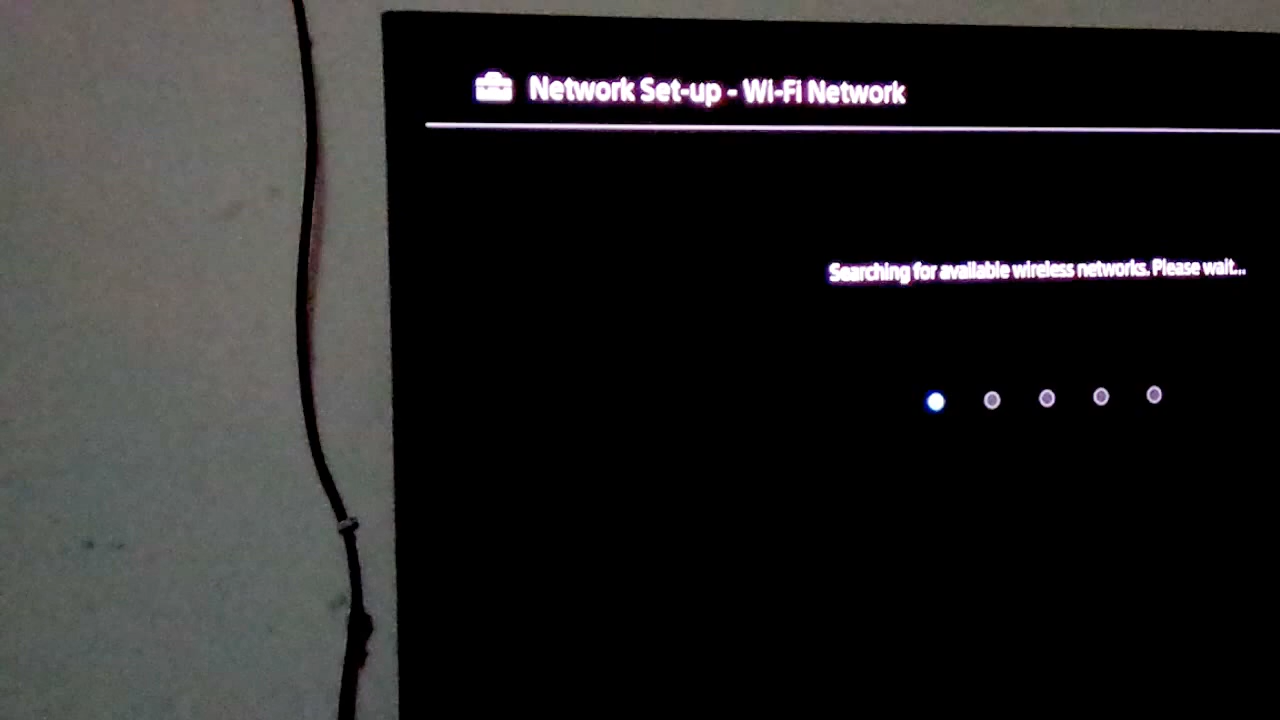 Network Set-up - Wi-Fi Network
Searching for available wireless networks. Please wait...